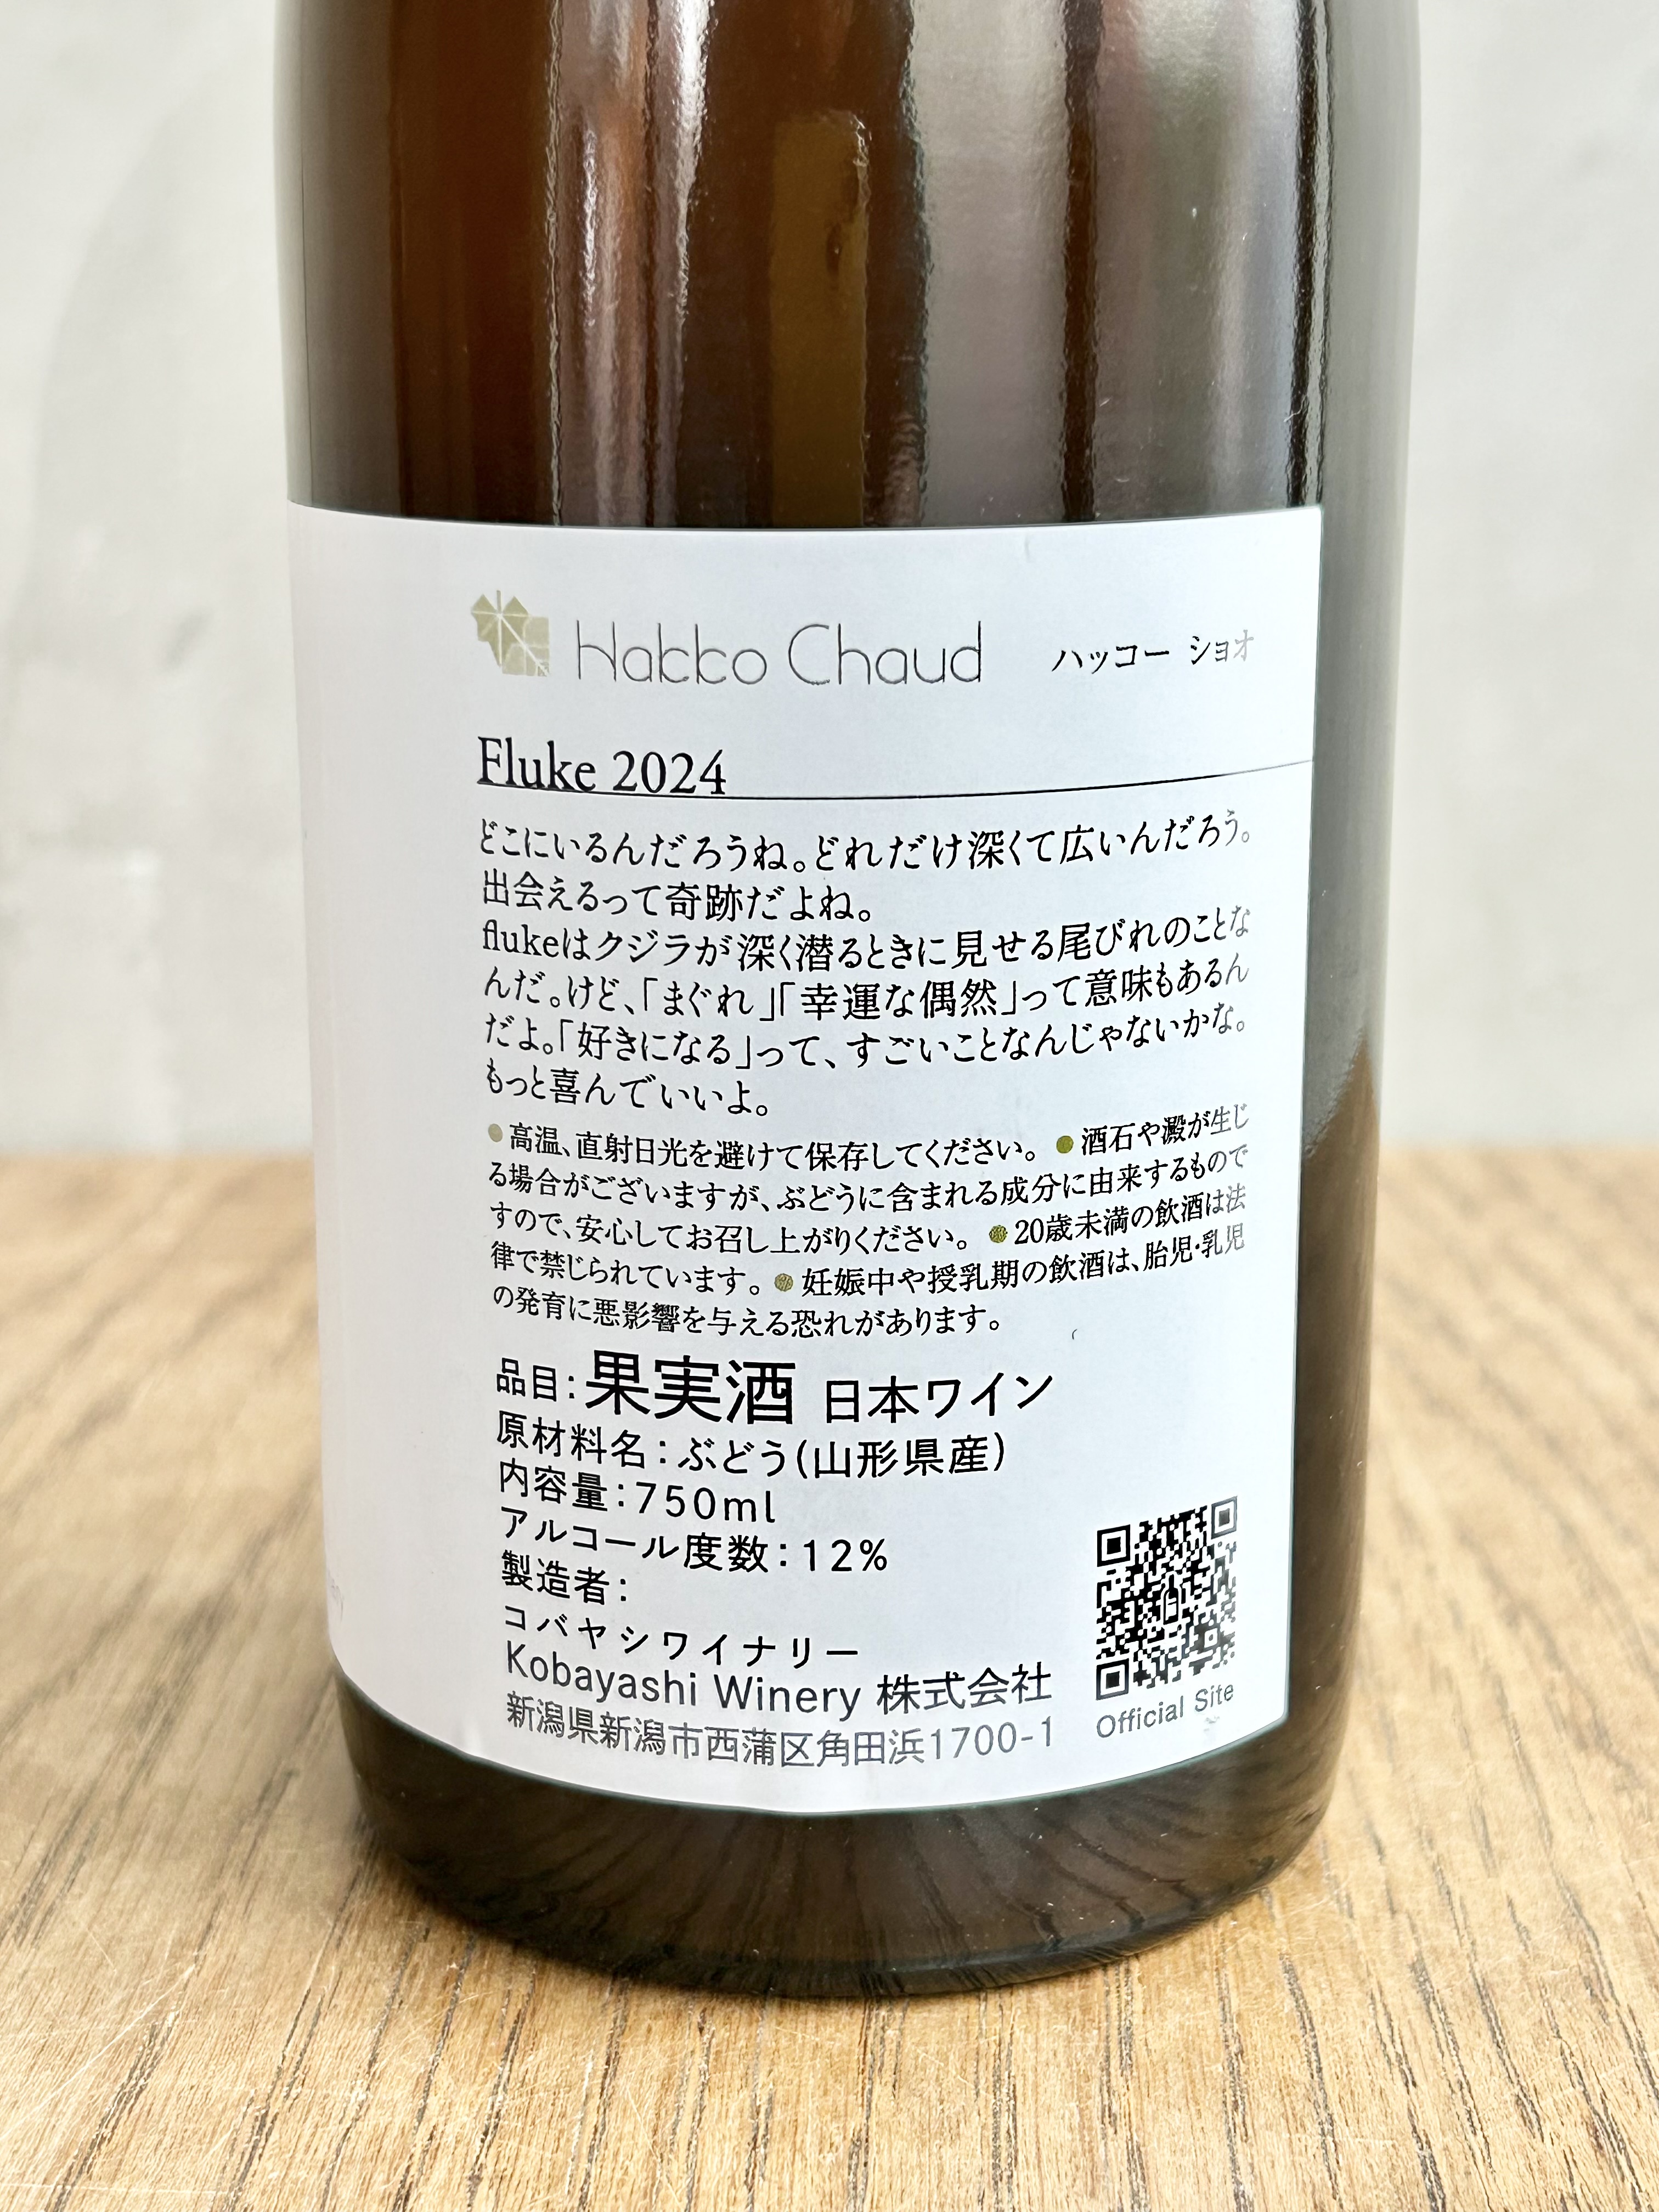 Hakko Chaud ハッコー ショオ
Fluke 2024
どこにいるんだろうね。どれだけ深くて広いんだろう。
出会えるって奇跡だよね。
flukeはクジラが深く潜るときに見せる尾びれのことな
んだ。けど、「まぐれ」「幸運な偶然」って意味もあるん
だよ。「好きになる」って、すごいことなんじゃないかな。
もっと喜んでいいよ。
●高温、直射日光を避けて保存してください。 ●酒石や澱が生じ
る場合がございますが、ぶどうに含まれる成分に由来するもので
すので、安心してお召し上がりください。 ●20歳未満の飲酒は法
律で禁じられています。 ●妊娠中や授乳期の飲酒は、胎児・乳児
の発育に悪影響を与える恐れがあります。
品目:果実酒 日本ワイン
原材料名:ぶどう(山形県産)
内容量:750ml
アルコール度数:12%
製造者:
コバヤシワイナリー
Kobayashi Winery 株式会社
新潟県新潟市西蒲区角田浜1700-1
Official Site